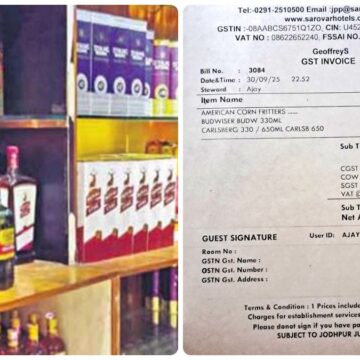 Tel:-0291-2510500 Email :jpp@sar
www.sarovarhotels
GSTIN :-08AABCS6751Q1ZO, CIN: U452
VAT NO : 08622652240, FSSAI NO.
GeoffreyS
GST INVOICE
Bill No. : 3084
Date&Time : 30/09/25 22.52
Steward : Ajay
Item Name
AMERICAN CORN FRITTERS .....
BUDWISER BUDW 330ML
CARLSBERG 330 / 650ML CARLSB 650
Sub T
CGST
COW
SGST
VAT
Sub T
Net A
GUEST SIGNATURE
User ID: AJAY
Room No :
GSTN Gst. Name :
GSTN Gst. Number :
GSTN Gst. Address :
Terms & Condition : 1 Prices include
Charges for establishment services
Please donot sign if you have pa
SUBJECT TO JODHPUR JU